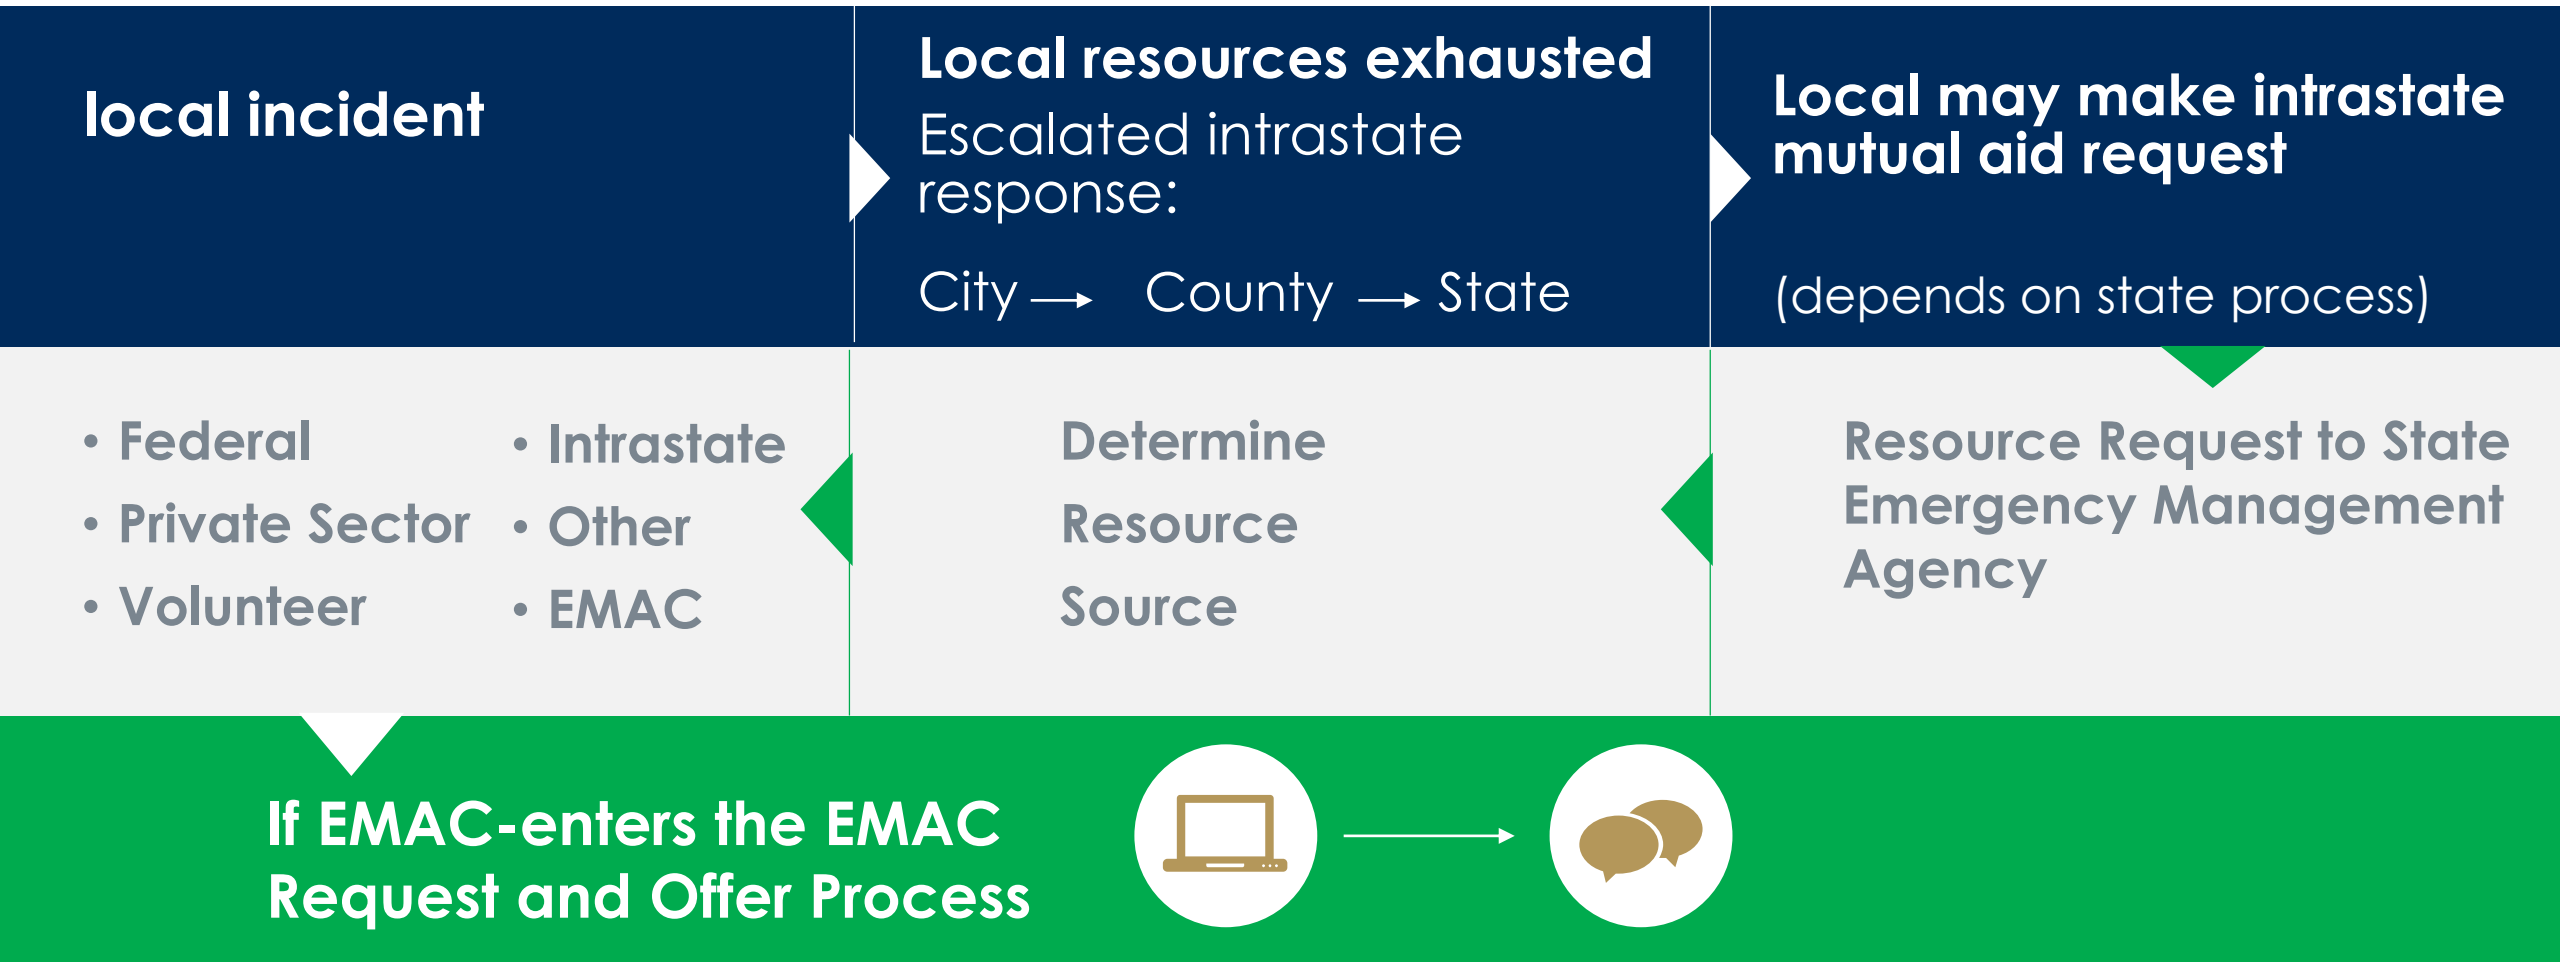 local incident
Local resources exhausted
Escalated intrastate
response:
City County State
Local may make intrastate
mutual aid request
(depends on state process)
• Federal
• Private Sector
• Volunteer
• Intrastate
• Other
• EMAC
Determine
Resource
Source
Resource Request to State
Emergency Management
Agency
If EMAC-enters the EMAC
Request and Offer Process